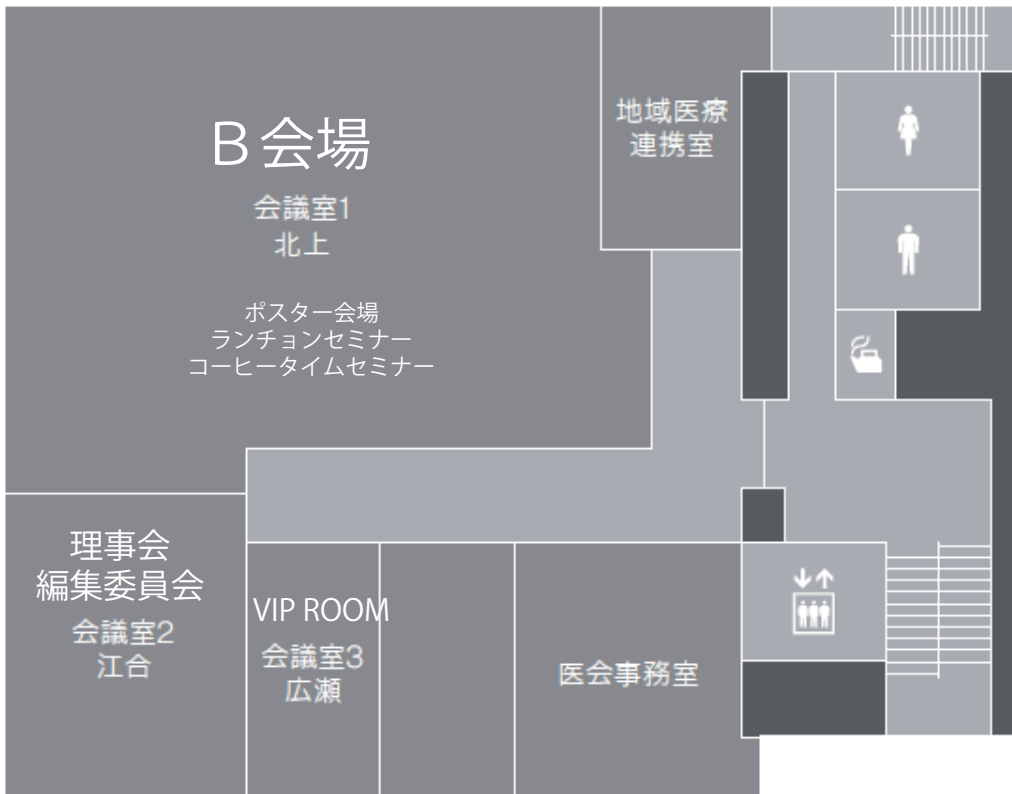 B会場
会議室1
北上
ポスター会場
ランチョンセミナー
コーヒータイムセミナー
地域医療
連携室
理事会
編集委員会
会議室2
江合
VIP ROOM
会議室3
広瀬
医会事務室